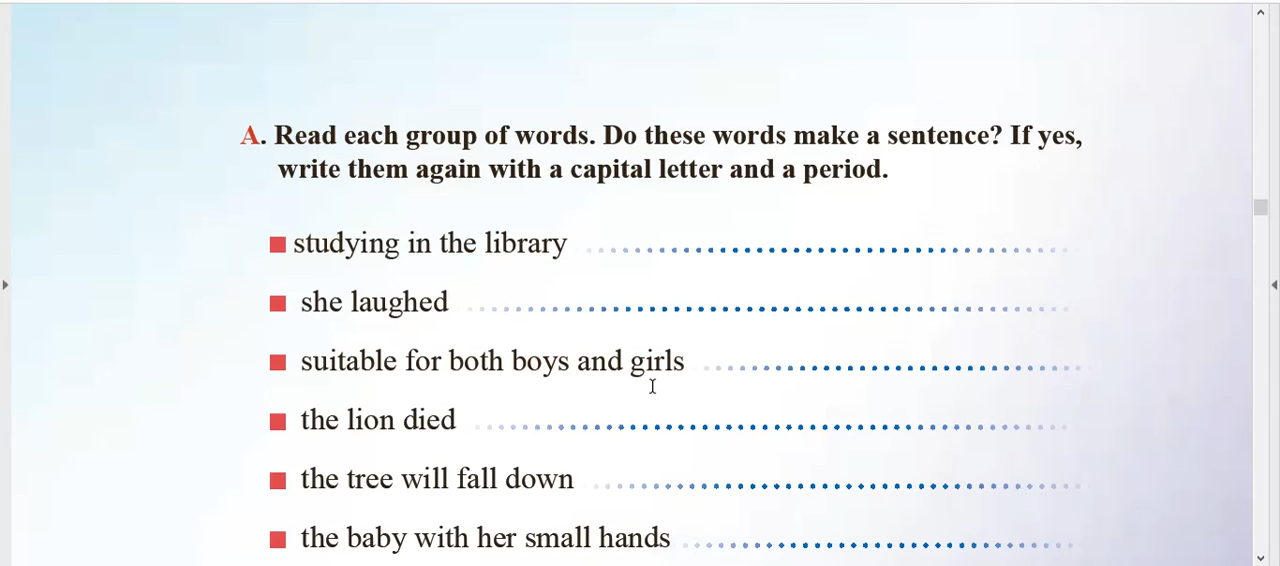 A. Read each group of words. Do these words make a sentence? If yes,
write them again with a capital letter and a period.
studying in the library
she laughed
suitable for both boys and girls
the lion died
the tree will fall down
the baby with her small hands